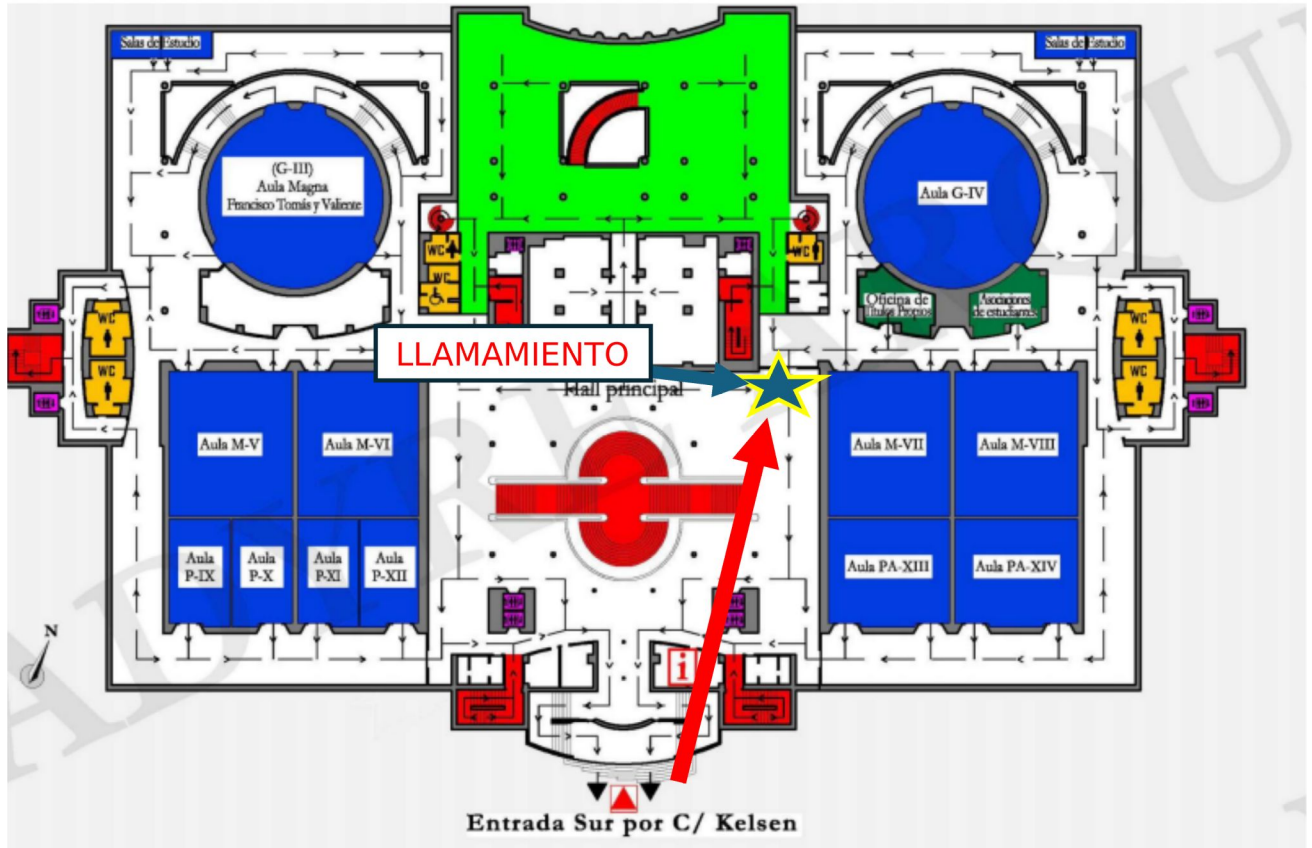 Salas de Estudio
Salas de Estudio
(G-III)
Aula Magna
Francisco Tomás y Valiente
Aula G-IV
WC
WC
WC
Oficina de
Títulos Propios
Asociaciones
de estudiantes
WC
WC
WC
WC
LLAMAMIENTO
Hall principal
Aula M-V
Aula M-VI
Aula M-VII
Aula M-VIII
Aula
P-IX
Aula
P-X
Aula
P-XI
Aula
P-XII
Aula PA-XIII
Aula PA-XIV
N
i
Entrada Sur por C/ Kelsen